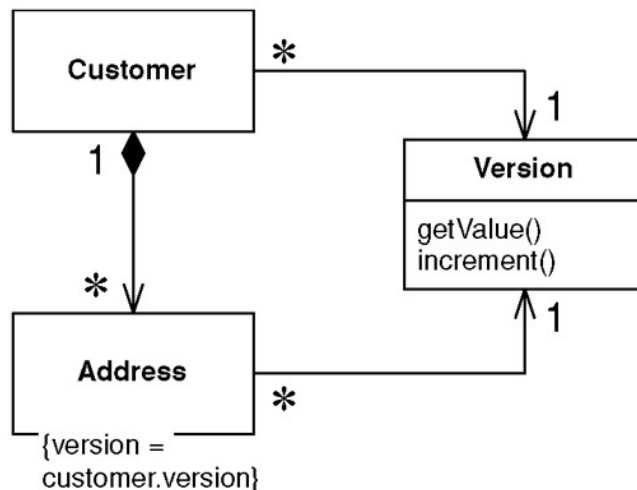 Customer
*
1
1
Version
getValue()
increment()
*
1
Address
*
{version =
customer.version}